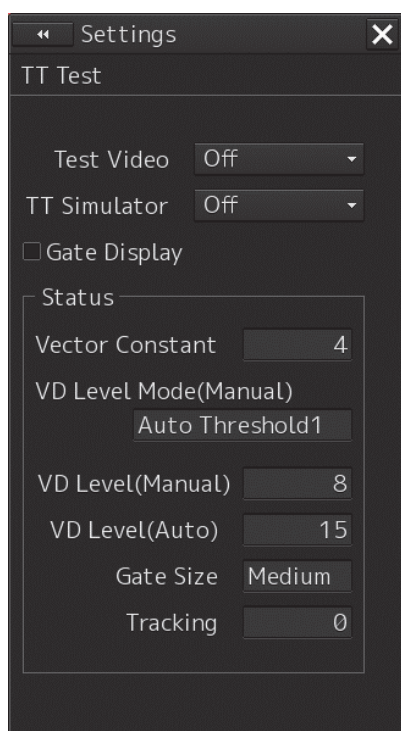 Settings
TT Test
Test Video Off
TT Simulator Off
Gate Display
Status
Vector Constant 4
VD Level Mode(Manual)
Auto Threshold1
VD Level(Manual) 8
VD Level(Auto) 15
Gate Size Medium
Tracking 0